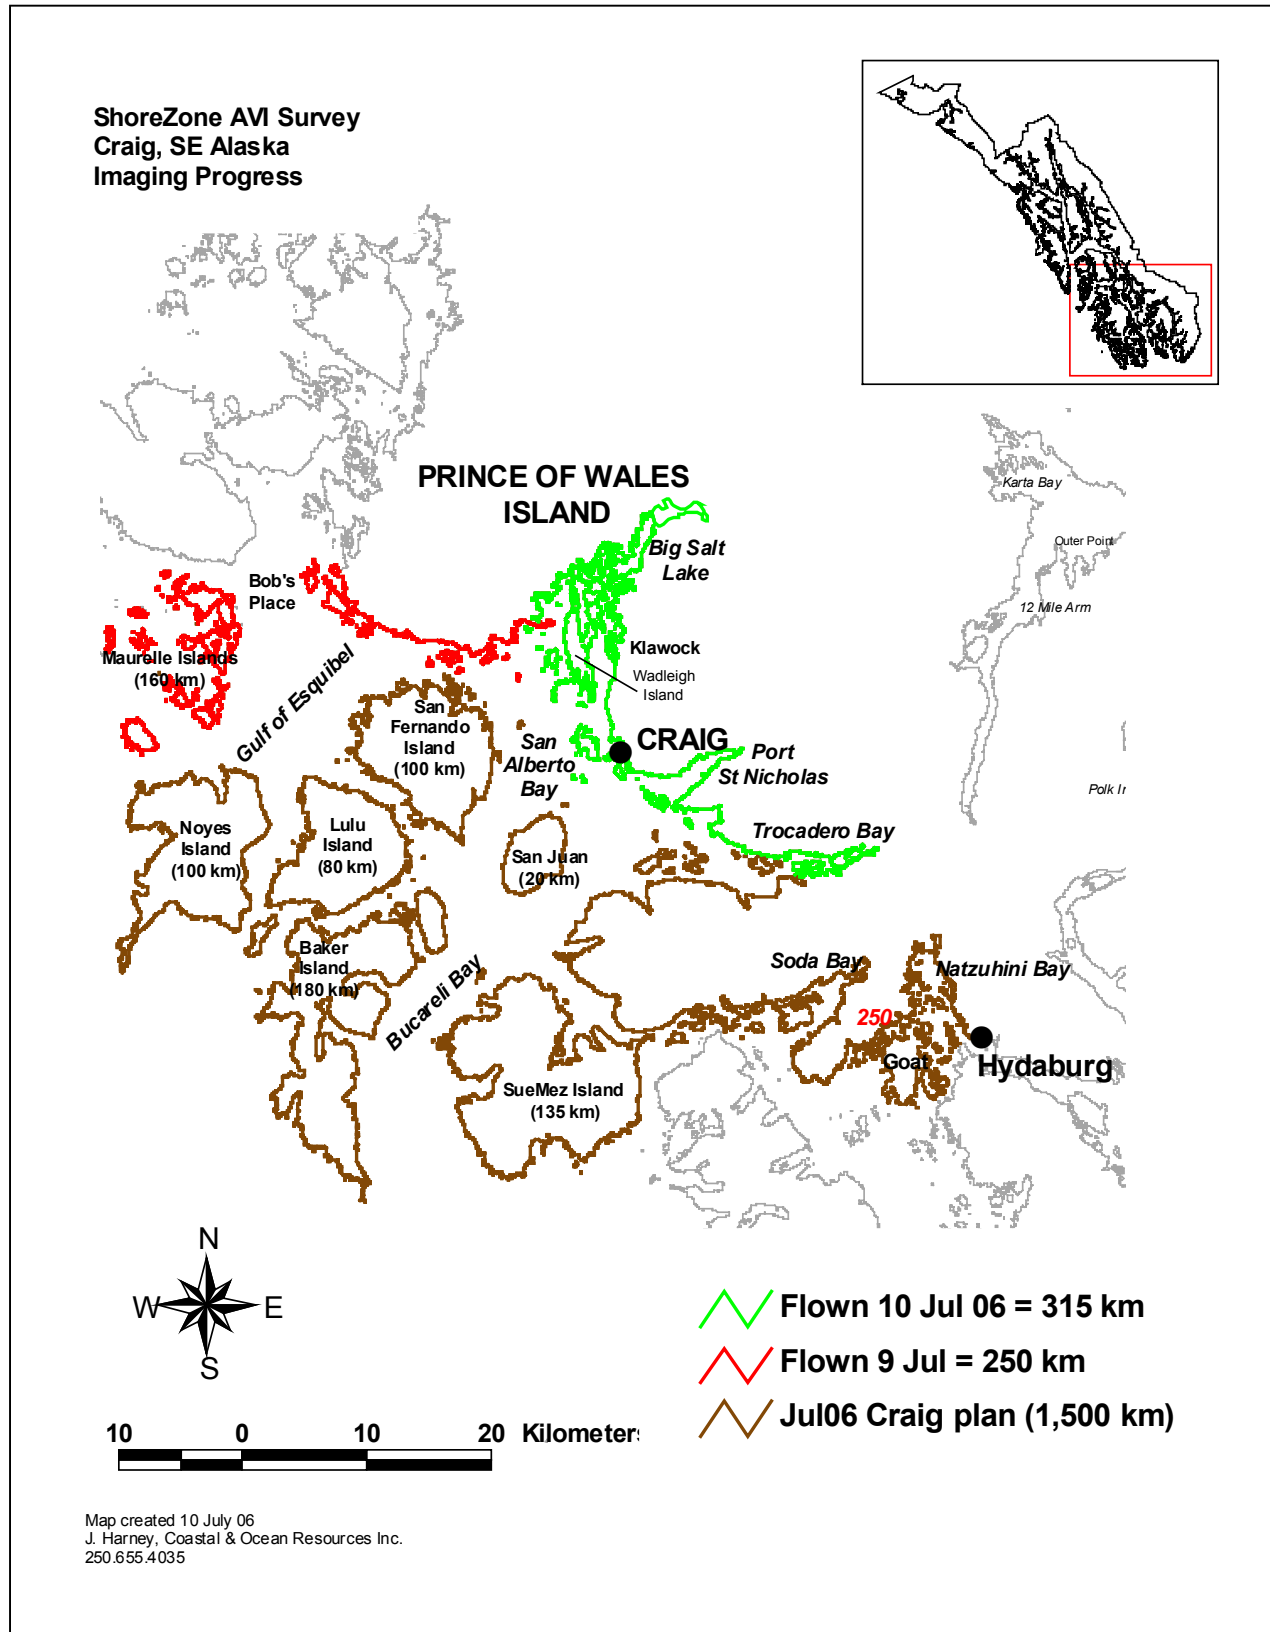 ShoreZone AVI Survey
Craig, SE Alaska
Imaging Progress
PRINCE OF WALES
ISLAND
Karta Bay
Outer Point
12 Mile Arm
Big Salt
Lake
Bob's
Place
Klawock
Wadleigh
Island
Maurelle Islands
(160 km)
Gulf of Esquibel
San
Fernando
Island
(100 km)
San
Alberto
Bay
CRAIG
Port
St Nicholas
Polk Ir
Noyes
Island
(100 km)
Lulu
Island
(80 km)
San Juan
(20 km)
Trocadero Bay
Baker
Island
(180 km)
Bucareli Bay
Soda Bay
Natzuhini Bay
250
Goat
Hydaburg
SueMez Island
(135 km)
N
W
E
S
Flown 10 Jul 06 = 315 km
Flown 9 Jul = 250 km
Jul06 Craig plan (1,500 km)
10 0 10 20 Kilometers
Map created 10 July 06
J. Harney, Coastal & Ocean Resources Inc.
250.655.4035